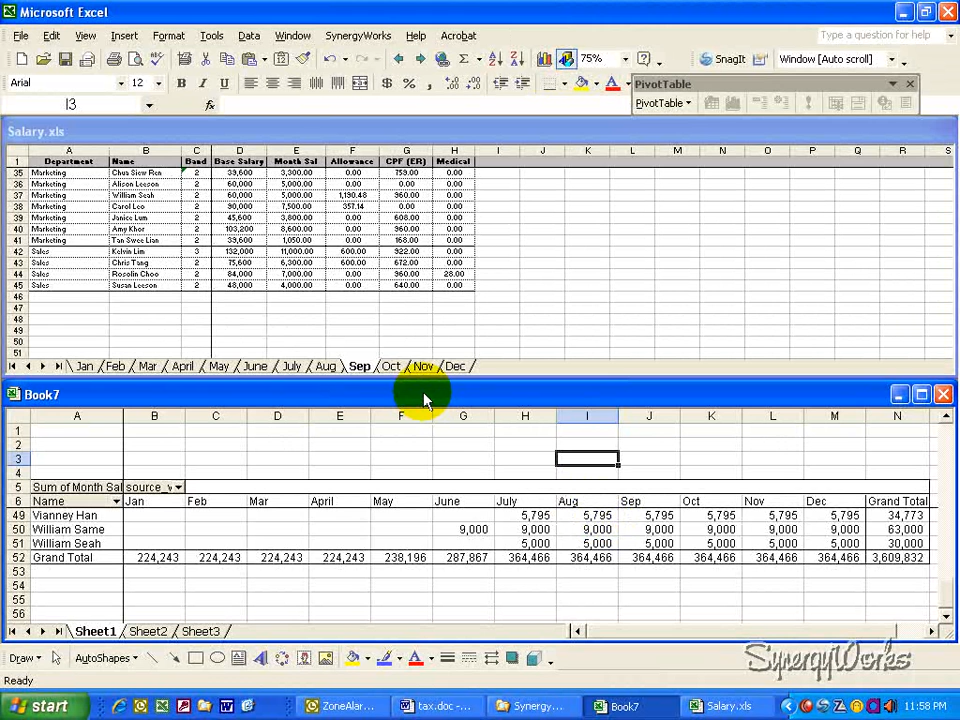 Microsoft Excel
File Edit View Insert Format Tools Data Window SynergyWorks Help Acrobat Type a question for help
75% SnagIt Window [Auto scroll]
Arial 12 B I U $ % , PivotTable
I3 fx PivotTable
Salary.xls
A B C D E F G H I J K L M N O P Q R S
1 Department Name Band Base Salary Month Sal Allowance CPF (ER) Medical
35 Marketing Chua Siew Ren 2 39,600 3,300.00 0.00 759.00 0.00
36 Marketing Alison Leeson 2 60,000 5,000.00 0.00 0.00 0.00
37 Marketing William Seah 2 60,000 5,000.00 1,190.48 960.00 0.00
38 Marketing Carol Leo 2 90,000 7,500.00 357.14 0.00 0.00
39 Marketing Janice Lum 2 45,600 3,800.00 0.00 608.00 0.00
40 Marketing Amy Khor 2 103,200 8,600.00 0.00 960.00 0.00
41 Marketing Tan Swee Lian 2 39,600 1,050.00 0.00 168.00 0.00
42 Sales Kelvin Lim 3 132,000 11,000.00 600.00 922.00 0.00
43 Sales Chris Tang 2 75,600 6,300.00 600.00 672.00 0.00
44 Sales Rosolin Choo 2 84,000 7,000.00 0.00 960.00 28.00
45 Sales Susan Leeson 2 48,000 4,000.00 0.00 640.00 0.00
46
47
48
49
50
51
Jan Feb Mar April May June July Aug Sep Oct Nov Dec
Book7
A B C D E F G H I J K L M N
1
2
3
4
5 Sum of Month Sal source_v
6 Name Jan Feb Mar April May June July Aug Sep Oct Nov Dec Grand Total
49 Vianney Han 5,795 5,795 5,795 5,795 5,795 5,795 34,773
50 William Same 9,000 9,000 9,000 9,000 9,000 9,000 9,000 63,000
51 William Seah 5,000 5,000 5,000 5,000 5,000 5,000 30,000
52 Grand Total 224,243 224,243 224,243 224,243 238,196 287,867 364,466 364,466 364,466 364,466 364,466 364,466 3,609,832
53
54
55
56
Sheet1 Sheet2 Sheet3
Draw AutoShapes A SynergyWorks
Ready
start ZoneAlar... tax.doc -... Synergy... Book7 Salary.xls 11:58 PM